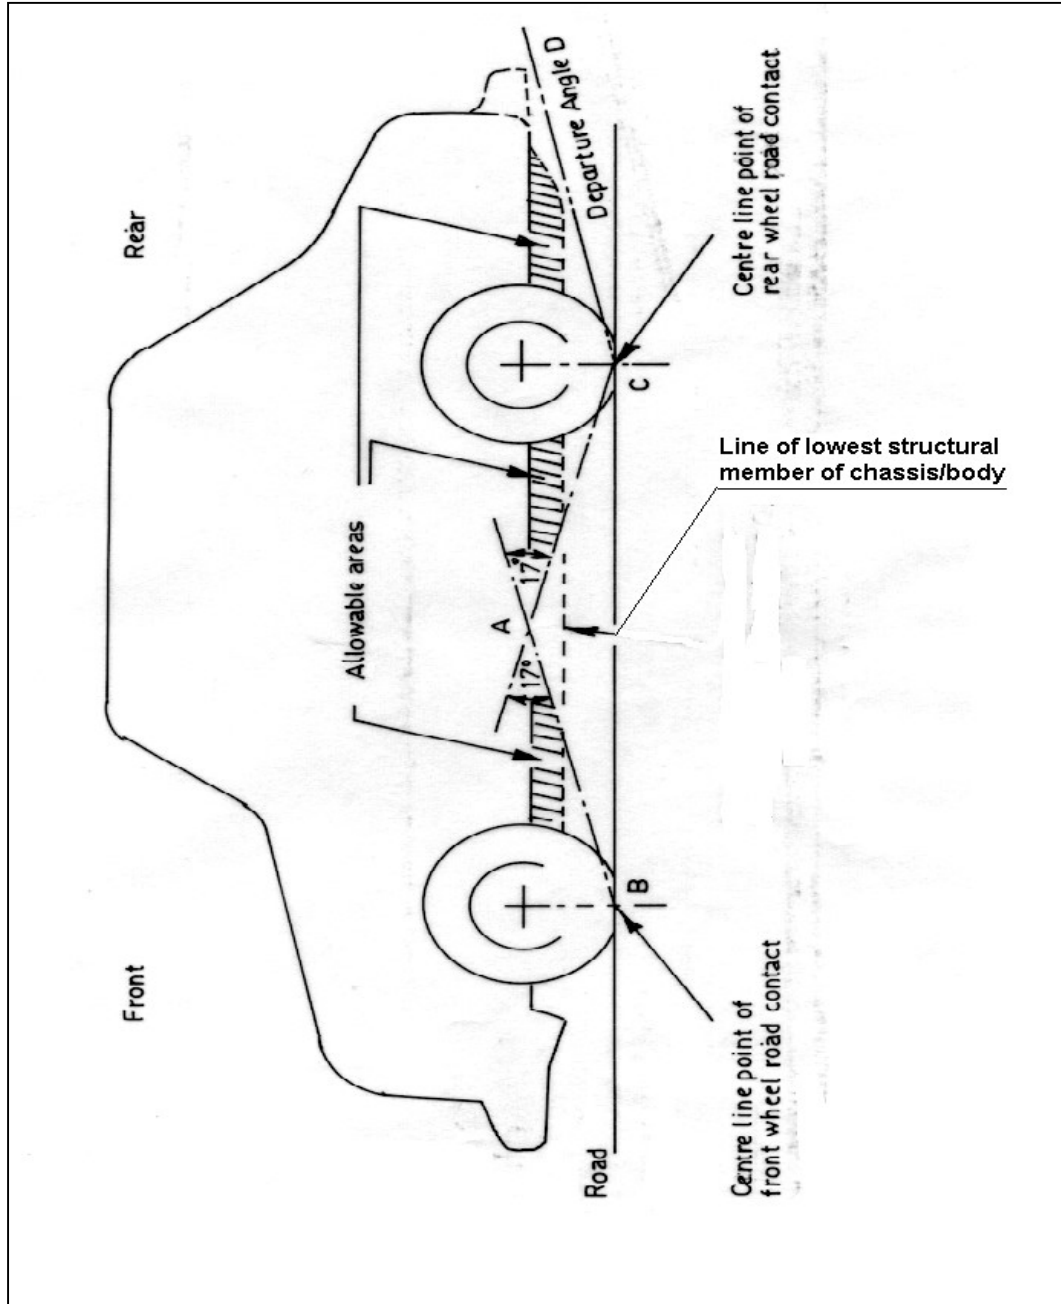 Front
Rear
Allowable areas
Departure Angle D
A
17°
17°
B
C
Road
Line of lowest structural
member of chassis/body
Centre line point of
front wheel road contact
Centre line point of
rear wheel road contact